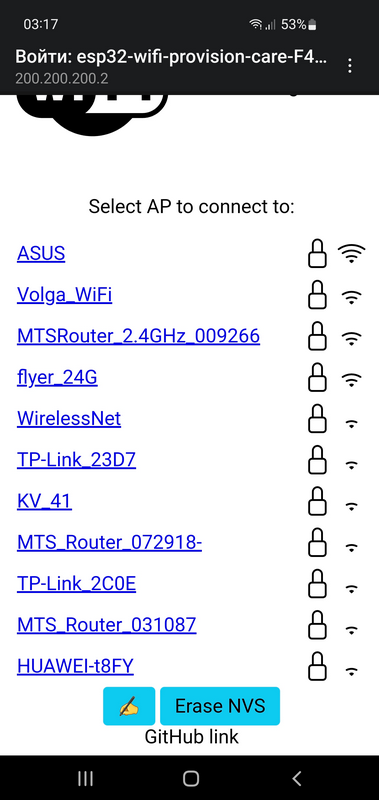 03:17
53%
Войти: esp32-wifi-provision-care-F4...
200.200.200.2
Select AP to connect to:
ASUS
Volga_WiFi
MTSRouter_2.4GHz_009266
flyer_24G
WirelessNet
TP-Link_23D7
KV_41
MTS_Router_072918-
TP-Link_2C0E
MTS_Router_031087
HUAWEI-t8FY
Erase NVS
GitHub link